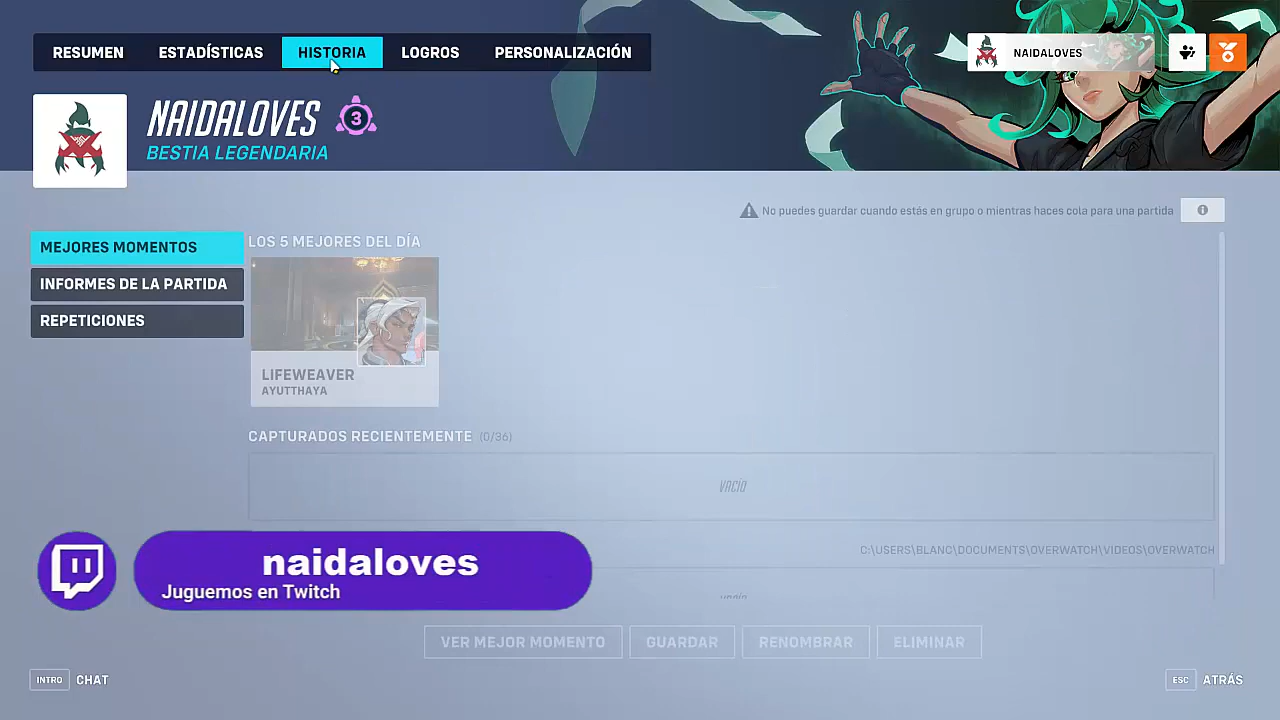 RESUMEN
ESTADÍSTICAS
HISTORIA
LOGROS
PERSONALIZACIÓN
NAIDALOVES
NAIDALOVES
3
BESTIA LEGENDARIA
No puedes guardar cuando estás en grupo o mientras haces cola para una partida
MEJORES MOMENTOS
INFORMES DE LA PARTIDA
REPETICIONES
LOS 5 MEJORES DEL DÍA
LIFEWEAVER
AYUTTHAYA
CAPTURADOS RECIENTEMENTE (0/36)
VACÍO
C:\USERS\BLANC\DOCUMENTS\OVERWATCH\VIDEOS\OVERWATCH
naidaloves
Juguemos en Twitch
VER MEJOR MOMENTO
GUARDAR
RENOMBRAR
ELIMINAR
INTRO CHAT
ESC ATRÁS